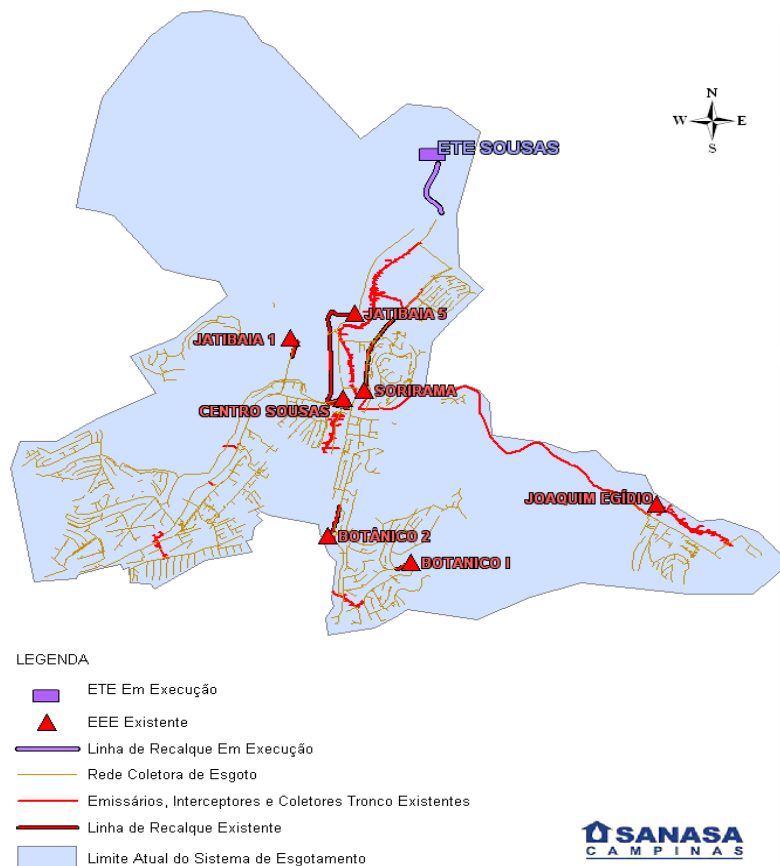 N
W E
S
ETE SOUSAS
JATIBAIA 5
JATIBAIA 1
SORIRAMA
CENTRO SOUSAS
JOAQUIM EGÍDIO
BOTÂNICO 2
BOTANICO I
LEGENDA
ETE Em Execução
EEE Existente
Linha de Recalque Em Execução
Rede Coletora de Esgoto
Emissários, Interceptores e Coletores Tronco Existentes
Linha de Recalque Existente
Limite Atual do Sistema de Esgotamento
SANASA
CAMPINAS